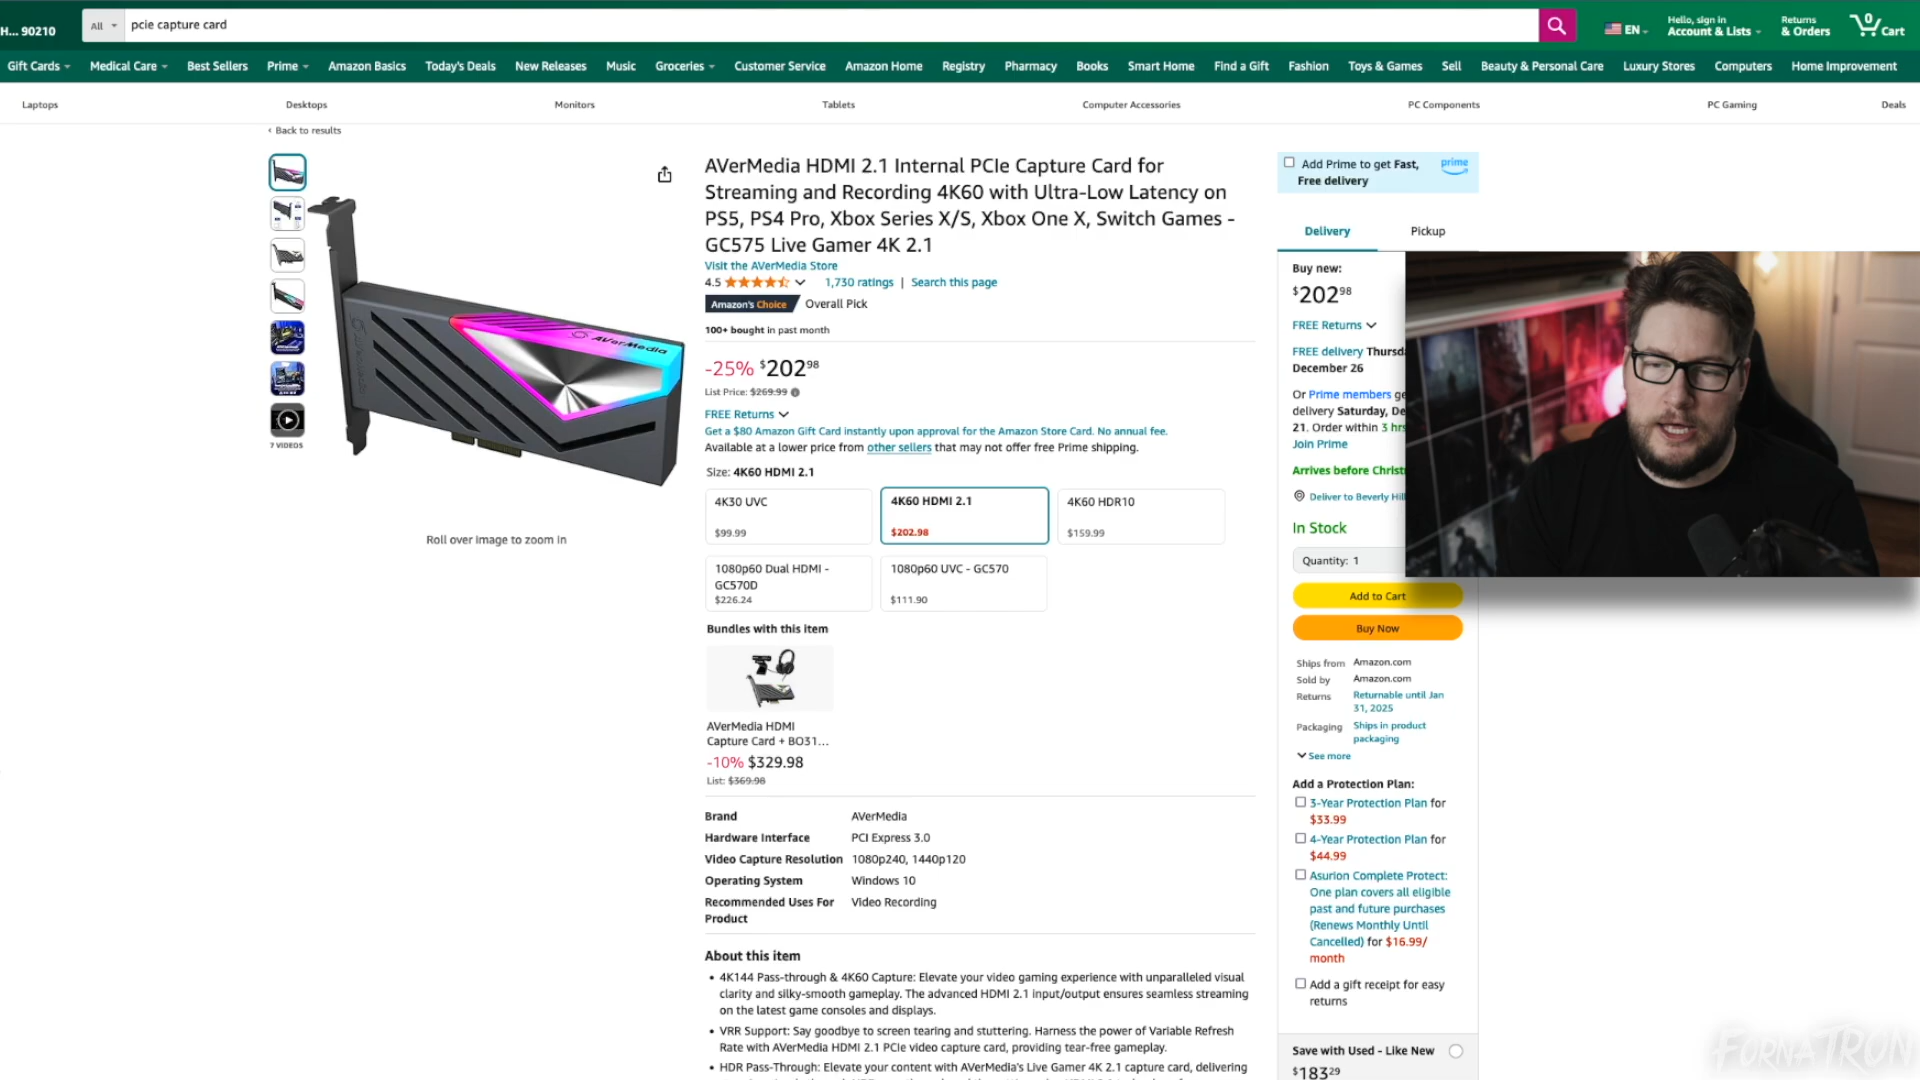 H... 90210
All
pcie capture card
EN
Hello, sign in
Account & Lists
Returns
& Orders
0
Cart
Gift Cards
Medical Care
Best Sellers
Prime
Amazon Basics
Today's Deals
New Releases
Music
Groceries
Customer Service
Amazon Home
Registry
Pharmacy
Books
Smart Home
Find a Gift
Fashion
Toys & Games
Sell
Beauty & Personal Care
Luxury Stores
Computers
Home Improvement
Laptops
Desktops
Monitors
Tablets
Computer Accessories
PC Components
PC Gaming
Deals
‹ Back to results
7 VIDEOS
AVerMedia
Roll over image to zoom in
AVerMedia HDMI 2.1 Internal PCIe Capture Card for
Streaming and Recording 4K60 with Ultra-Low Latency on
PS5, PS4 Pro, Xbox Series X/S, Xbox One X, Switch Games -
GC575 Live Gamer 4K 2.1
Visit the AVerMedia Store
4.5
1,730 ratings | Search this page
Amazon's Choice
Overall Pick
100+ bought in past month
-25% $20298
List Price: $269.99
FREE Returns
Get a $80 Amazon Gift Card instantly upon approval for the Amazon Store Card. No annual fee.
Available at a lower price from other sellers that may not offer free Prime shipping.
Size: 4K60 HDMI 2.1
4K30 UVC
$99.99
4K60 HDMI 2.1
$202.98
4K60 HDR10
$159.99
1080p60 Dual HDMI -
GC570D
$226.24
1080p60 UVC - GC570
$111.90
Bundles with this item
AVerMedia HDMI
Capture Card + BO31...
-10% $329.98
List: $369.98
Brand AVerMedia
Hardware Interface PCI Express 3.0
Video Capture Resolution 1080p240, 1440p120
Operating System Windows 10
Recommended Uses For Video Recording
Product
About this item
• 4K144 Pass-through & 4K60 Capture: Elevate your video gaming experience with unparalleled visual
clarity and silky-smooth gameplay. The advanced HDMI 2.1 input/output ensures seamless streaming
on the latest game consoles and displays.
• VRR Support: Say goodbye to screen tearing and stuttering. Harness the power of Variable Refresh
Rate with AVerMedia HDMI 2.1 PCIe video capture card, providing tear-free gameplay.
• HDR Pass-Through: Elevate your content with AVerMedia's Live Gamer 4K 2.1 capture card, delivering
Add Prime to get Fast,
Free delivery
prime
Delivery
Pickup
Buy new:
$20298
FREE Returns
FREE delivery Thursd
December 26
Or Prime members ge
delivery Saturday, De
21. Order within 3 hrs
Join Prime
Arrives before Christ
Deliver to Beverly Hill
In Stock
Quantity: 1
Add to Cart
Buy Now
Ships from Amazon.com
Sold by Amazon.com
Returns Returnable until Jan
31, 2025
Packaging Ships in product
packaging
See more
Add a Protection Plan:
3-Year Protection Plan for
$33.99
4-Year Protection Plan for
$44.99
Asurion Complete Protect:
One plan covers all eligible
past and future purchases
(Renews Monthly Until
Cancelled) for $16.99/
month
Add a gift receipt for easy
returns
Save with Used - Like New
$18329
FORNATRON